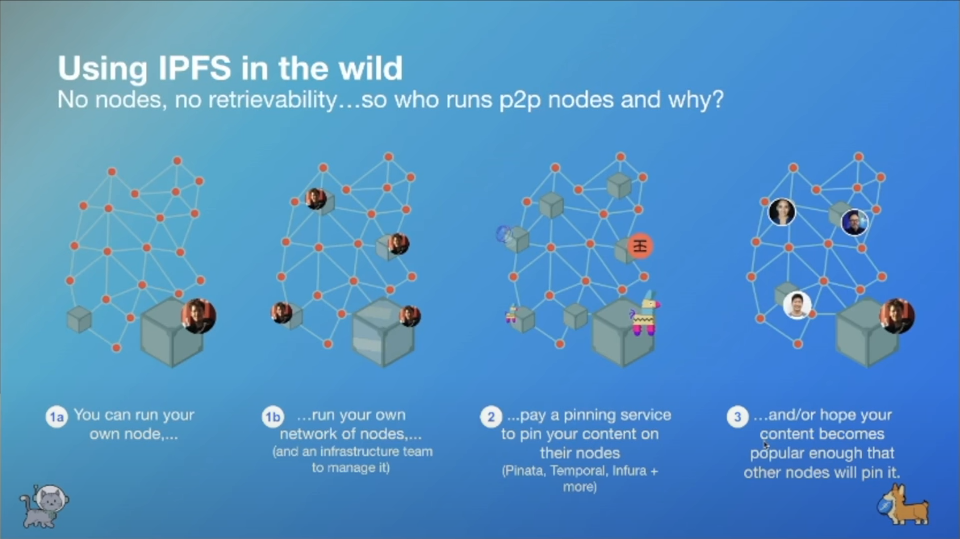 Using IPFS in the wild
No nodes, no retrievability...so who runs p2p nodes and why?
1a You can run your
own node,...
1b ...run your own
network of nodes,...
(and an infrastructure team
to manage it)
2 ...pay a pinning service
to pin your content on
their nodes
(Pinata, Temporal, Infura +
more)
3 ...and/or hope your
content becomes
popular enough that
other nodes will pin it.